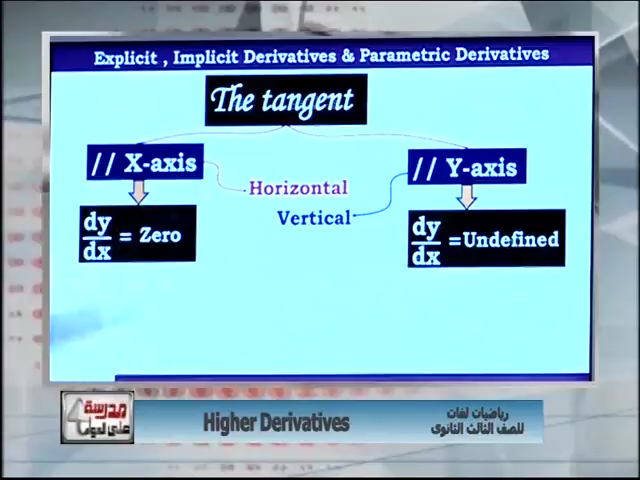 Explicit , Implicit Derivatives & Parametric Derivatives
The tangent
// X-axis
// Y-axis
Horizontal
Vertical
dy
dx
= Zero
dy
dx
=Undefined
مدرسة
على الهواء
Higher Derivatives
رياضيات لغات
للصف الثالث الثانوى